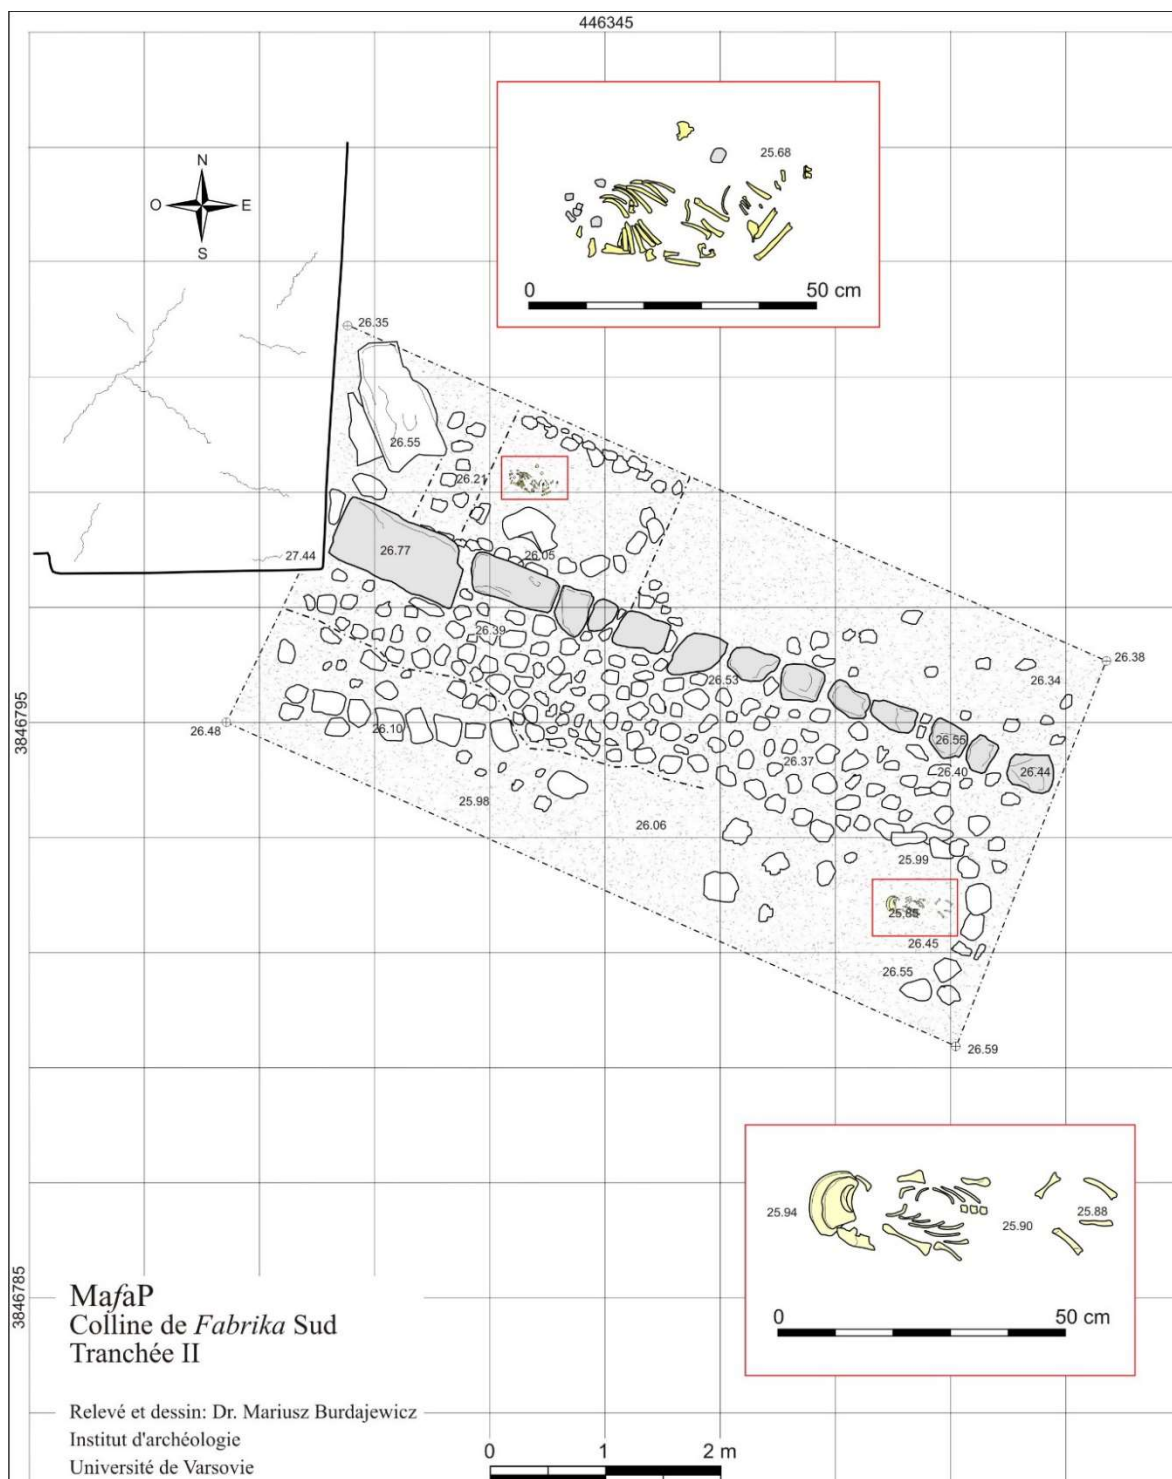 446345
25.68
0 50 cm
N
O E
S
26.35
26.55
26.21
26.77
27.44
26.05
26.39
26.53
26.38
26.34
3846795
26.48
26.10
26.55
26.37
26.40
26.44
25.98
26.06
25.99
25.85
26.45
26.55
26.59
25.94
25.90
25.88
0 50 cm
3846785
MafaP
Colline de Fabrika Sud
Tranchée II
Relevé et dessin: Dr. Mariusz Burdajewicz
Institut d'archéologie
Université de Varsovie
0 1 2 m